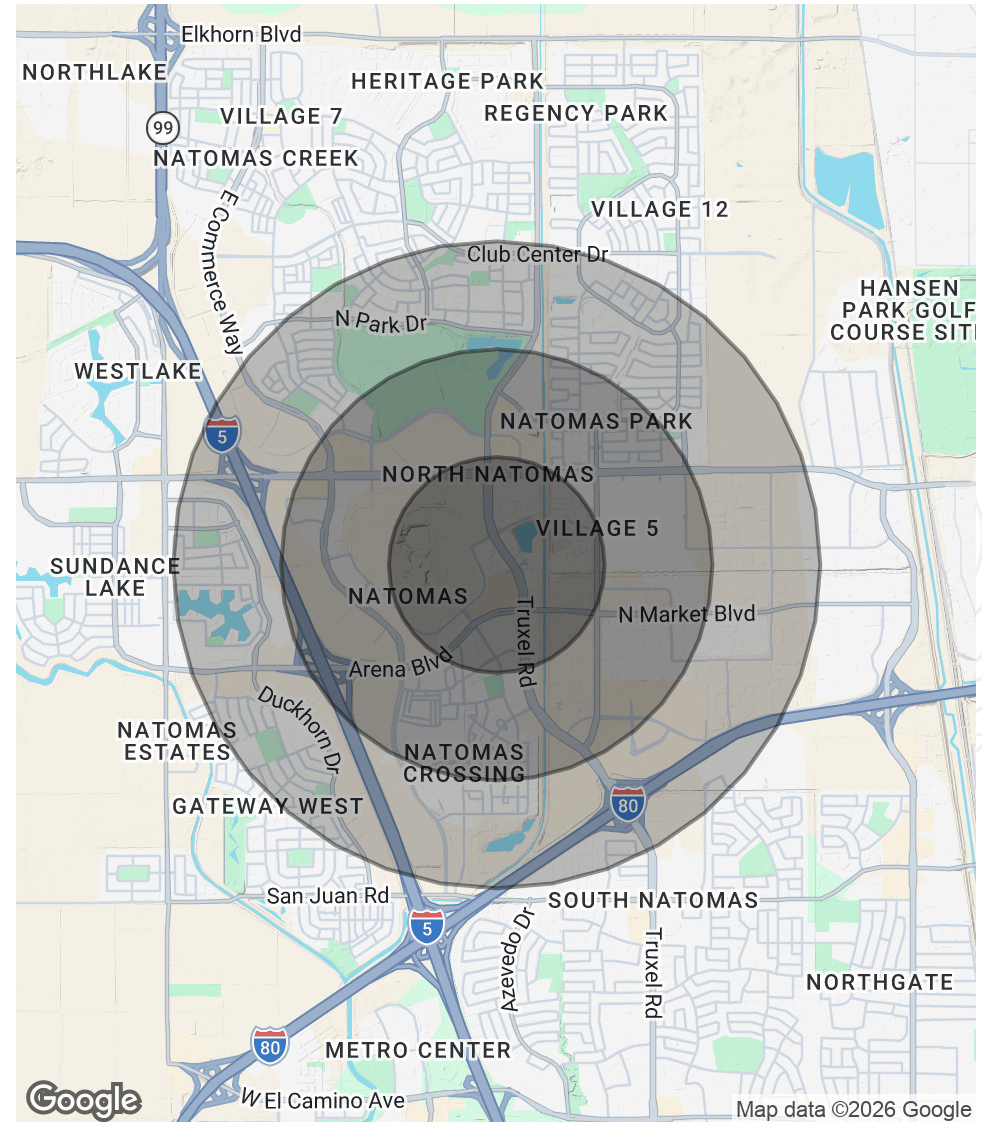 Elkhorn Blvd
NORTHLAKE
HERITAGE PARK
VILLAGE 7
REGENCY PARK
99
NATOMAS CREEK
E Commerce Way
VILLAGE 12
Club Center Dr
HANSEN
PARK GOLF
COURSE SIT
N Park Dr
WESTLAKE
5
NATOMAS PARK
NORTH NATOMAS
VILLAGE 5
SUNDANCE
LAKE
NATOMAS
Truxel Rd
N Market Blvd
Arena Blvd
Duckhorn Dr
NATOMAS
ESTATES
NATOMAS
CROSSING
GATEWAY WEST
80
San Juan Rd
SOUTH NATOMAS
5
Azevedo Dr
Truxel Rd
NORTHGATE
80
METRO CENTER
W El Camino Ave
Google
Map data ©2026 Google